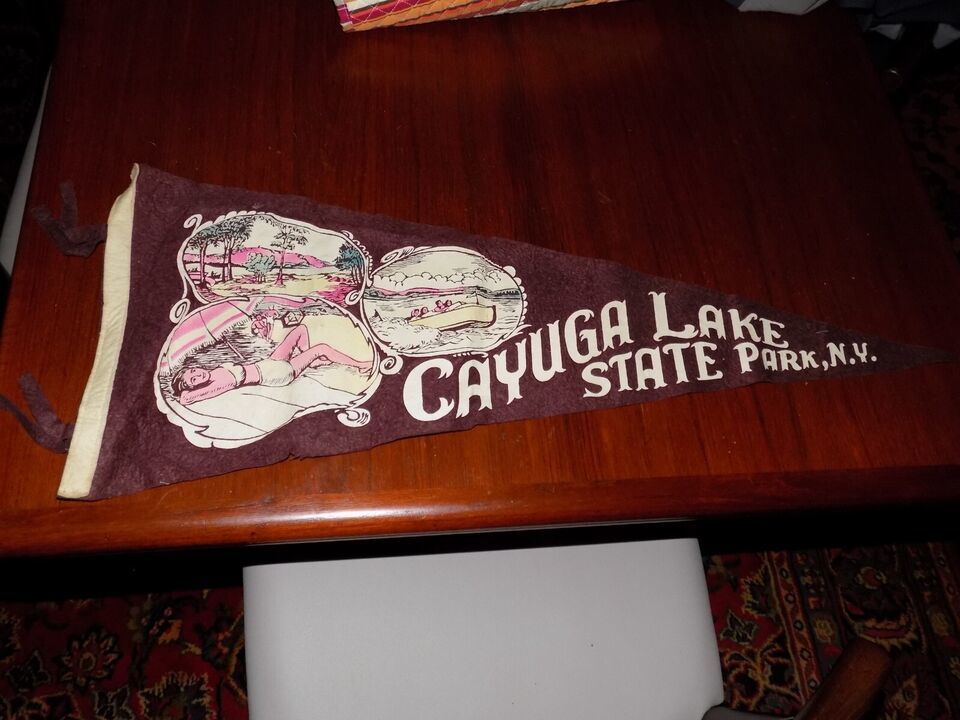 CAYUGA LAKE
STATE PARK, N.Y.